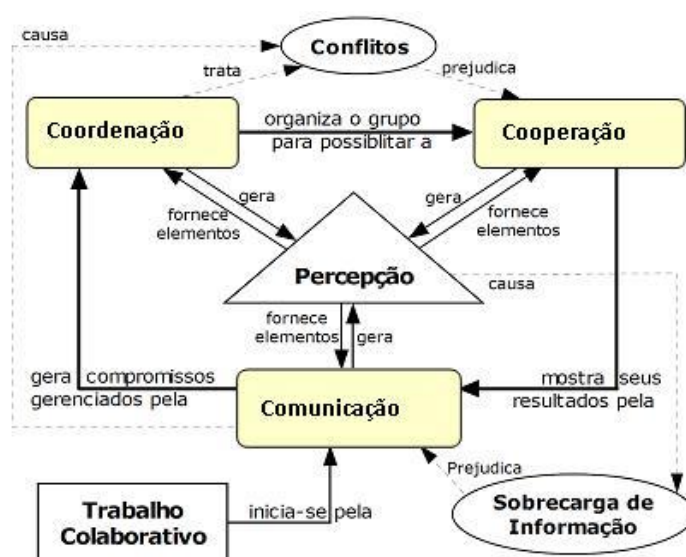 causa
Conflitos
trata
prejudica
Coordenação
organiza o grupo
para possiblitar a
Cooperação
gera
fornece
elementos
gera
fornece
elementos
Percepção
causa
fornece
elementos
gera
gera compromissos
gerenciados pela
Comunicação
mostra seus
resultados pela
Prejudica
Trabalho
Colaborativo
inicia-se pela
Sobrecarga de
Informação